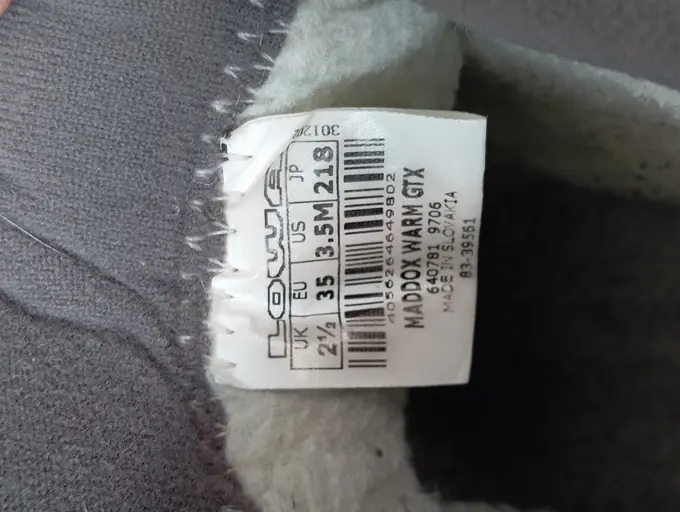 LOWA
UK EU US JP
2½ 35 3.5M 218
4056264649802
MADDOX WARM GTX
640781 9706
MADE IN SLOVAKIA
83-39561